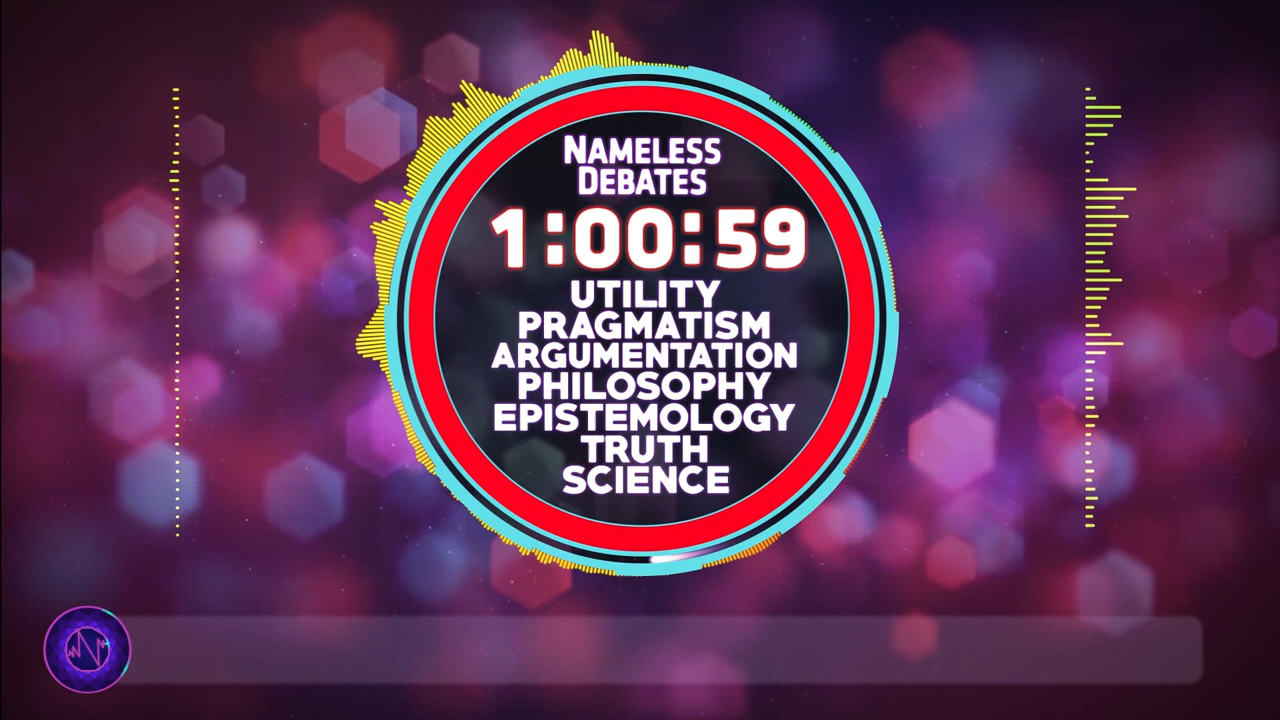 NAMELESS
DEBATES
1:00:59
UTILITY
PRAGMATISM
ARGUMENTATION
PHILOSOPHY
EPISTEMOLOGY
TRUTH
SCIENCE